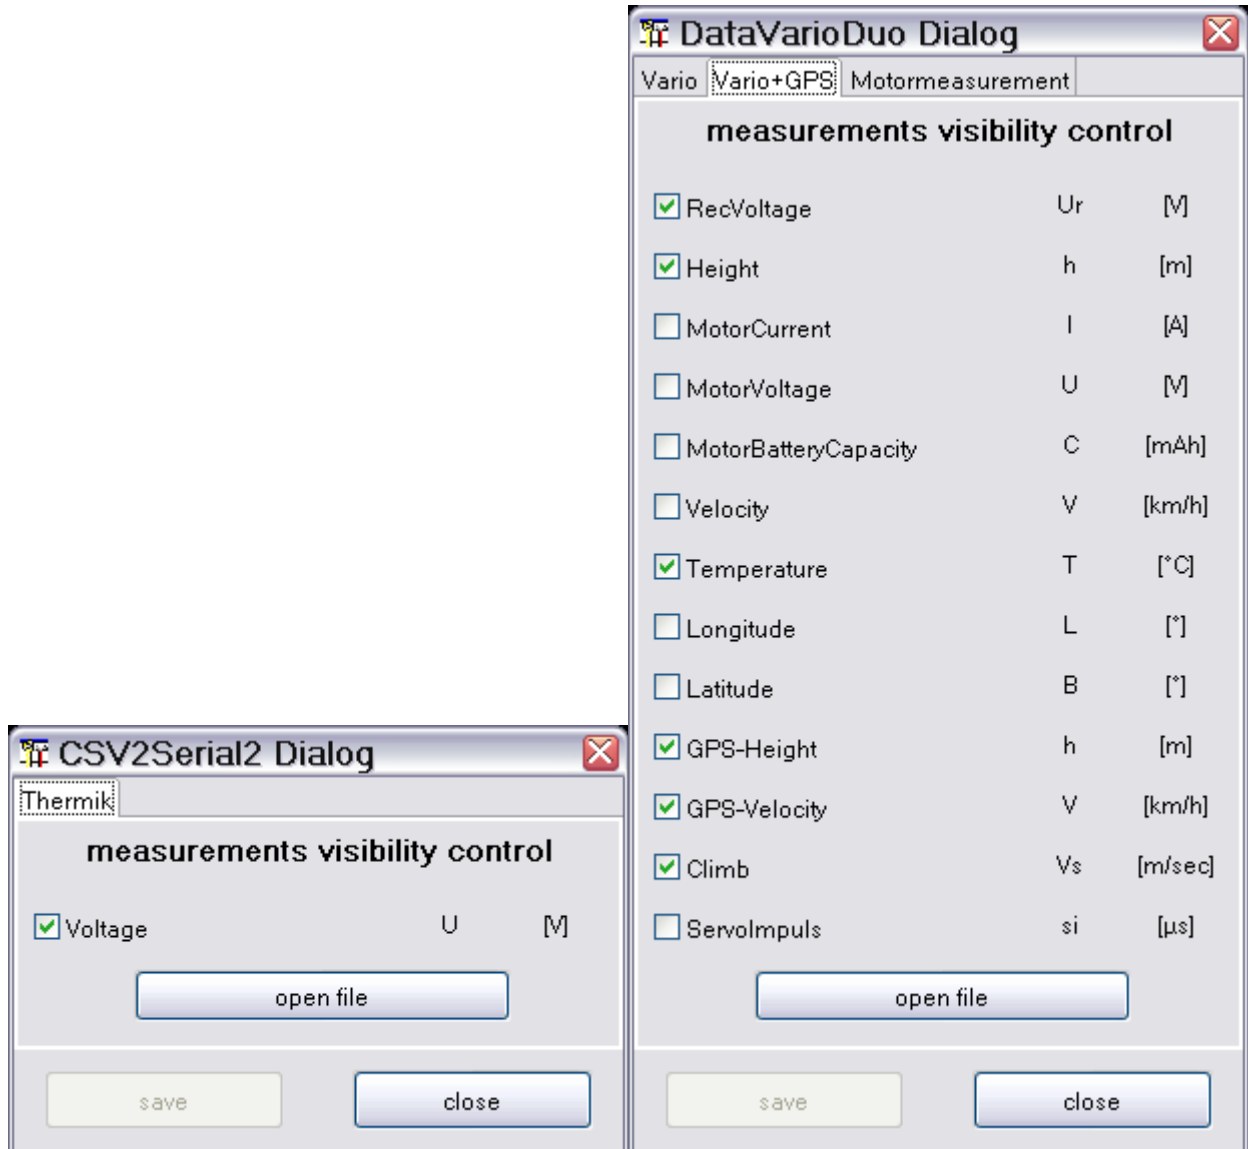 DataVarioDuo Dialog
Vario Vario+GPS Motormeasurement
measurements visibility control
RecVoltage Ur [V]
Height h [m]
MotorCurrent I [A]
MotorVoltage U [V]
MotorBatteryCapacity C [mAh]
Velocity V [km/h]
Temperature T [°C]
Longitude L [°]
Latitude B [°]
GPS-Height h [m]
GPS-Velocity V [km/h]
Climb Vs [m/sec]
ServoImpuls si [µs]
open file
save close
CSV2Serial2 Dialog
Thermik
measurements visibility control
Voltage U [V]
open file
save close